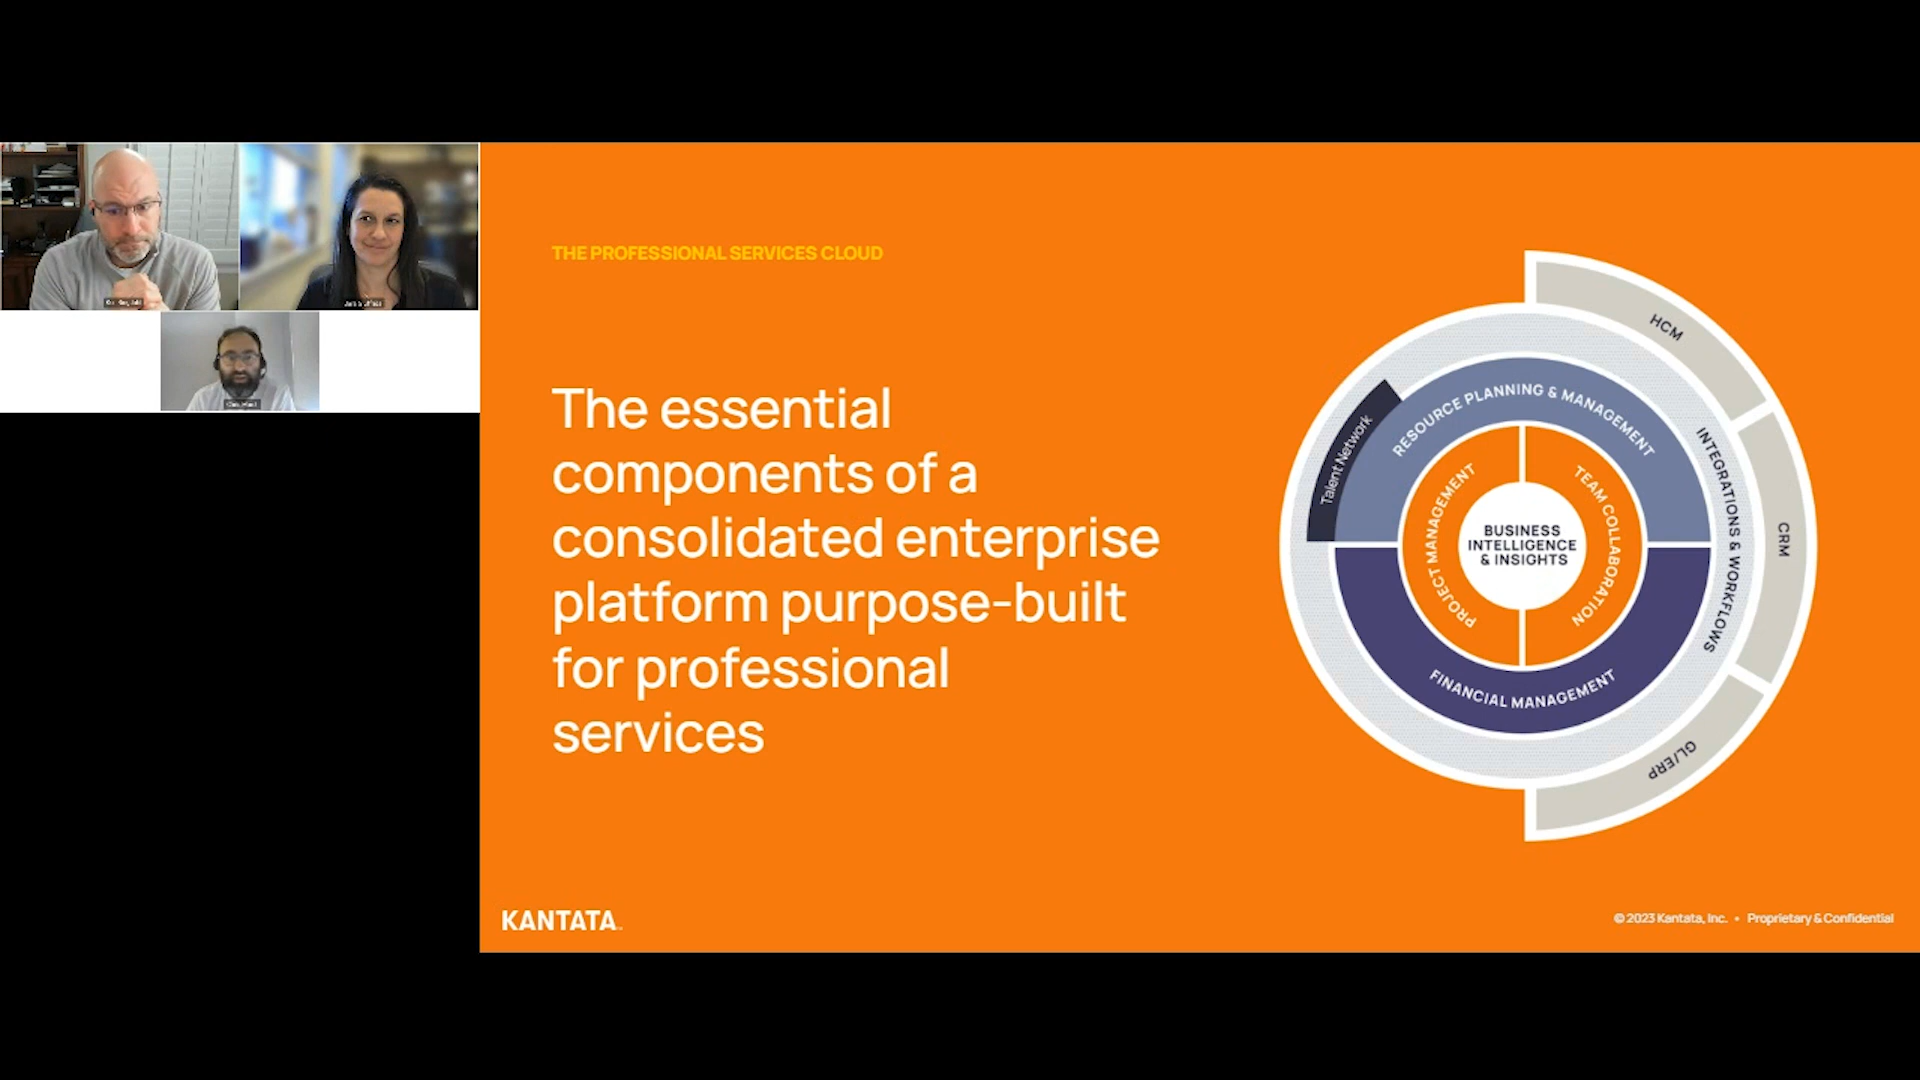 THE PROFESSIONAL SERVICES CLOUD
The essential
components of a
consolidated enterprise
platform purpose-built
for professional
services
HCM
CRM
GL/ERP
INTEGRATIONS & WORKFLOWS
Talent Network
RESOURCE PLANNING & MANAGEMENT
PROJECT MANAGEMENT
TEAM COLLABORATION
BUSINESS
INTELLIGENCE
& INSIGHTS
FINANCIAL MANAGEMENT
KANTATA
© 2023 Kantata, Inc. • Proprietary & Confidential